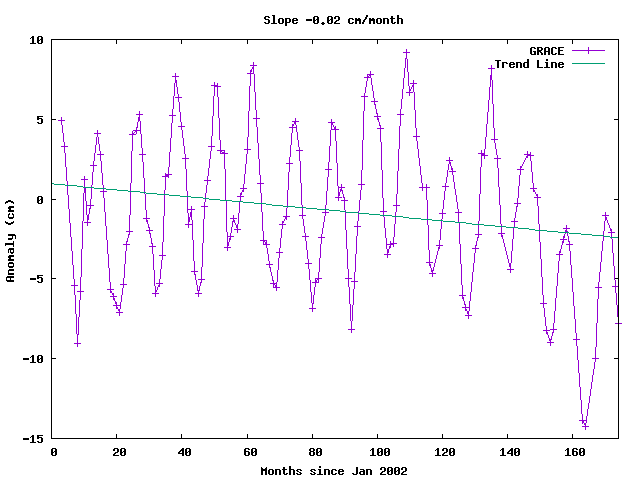 Slope -0.02 cm/month
GRACE
Trend Line
10
5
0
-5
-10
-15
Anomaly (cm)
0 20 40 60 80 100 120 140 160
Months since Jan 2002